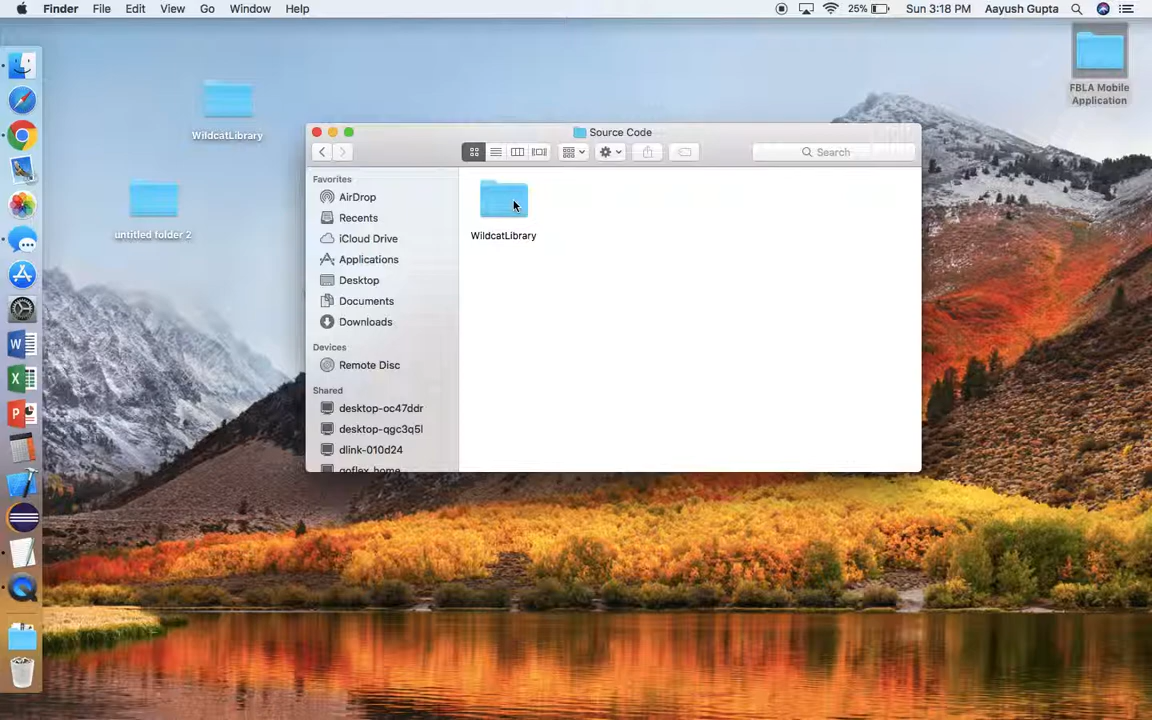 Finder File Edit View Go Window Help 25% Sun 3:18 PM Aayush Gupta
FBLA Mobile
Application
WildcatLibrary
untitled folder 2
Source Code
Search
Favorites
AirDrop
Recents
iCloud Drive
Applications
Desktop
Documents
Downloads
Devices
Remote Disc
Shared
desktop-oc47ddr
desktop-qgc3q5l
dlink-010d24
goflex_home
WildcatLibrary